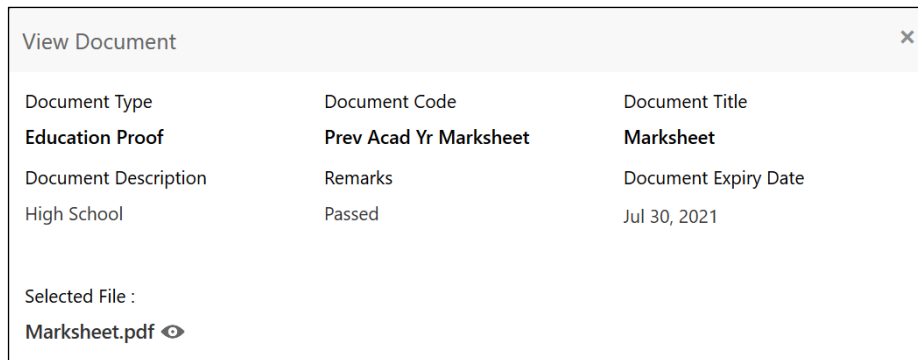 View Document
Document Type Document Code Document Title
Education Proof Prev Acad Yr Marksheet Marksheet
Document Description Remarks Document Expiry Date
High School Passed Jul 30, 2021
Selected File :
Marksheet.pdf